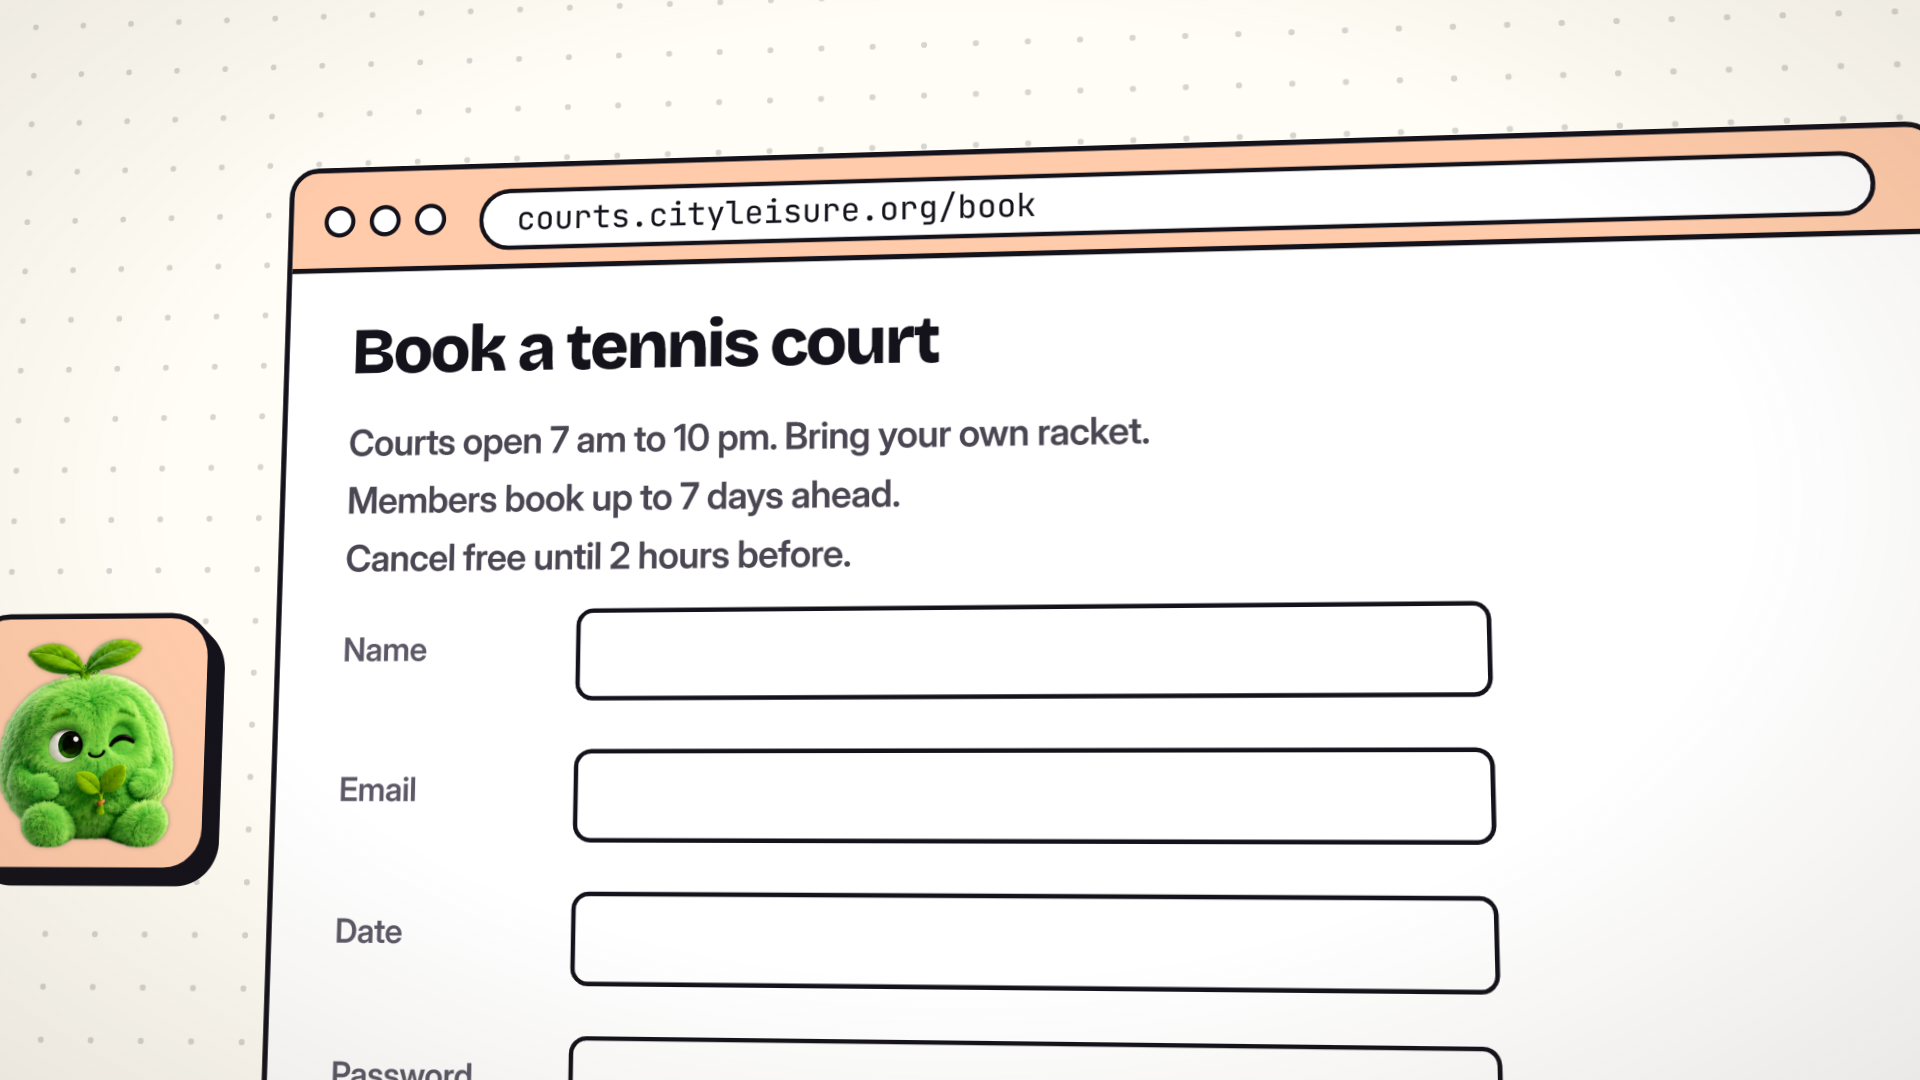 courts.cityleisure.org/book
Book a tennis court
Courts open 7 am to 10 pm. Bring your own racket.
Members book up to 7 days ahead.
Cancel free until 2 hours before.
Name
Email
Date
Password